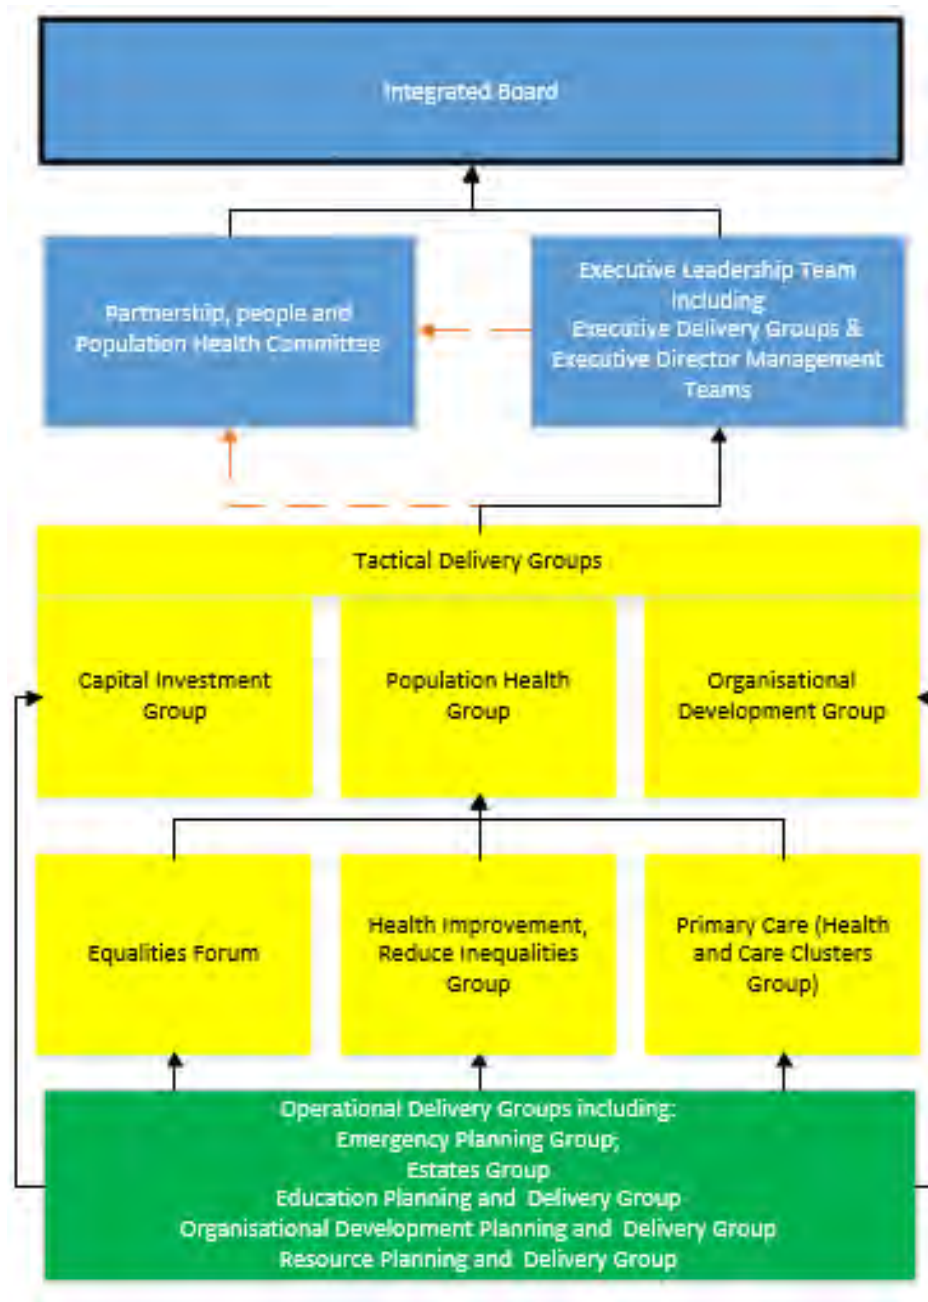 Integrated Board
Partnership, people and
Population Health Committee
Executive Leadership Team
including
Executive Delivery Groups &
Executive Director Management
Teams
Tactical Delivery Groups
Capital Investment
Group
Population Health
Group
Organisational
Development Group
Equalities Forum
Health Improvement,
Reduce Inequalities
Group
Primary Care (Health
and Care Clusters
Group)
Operational Delivery Groups including:
Emergency Planning Group;
Estates Group
Education Planning and Delivery Group
Organisational Development Planning and Delivery Group
Resource Planning and Delivery Group